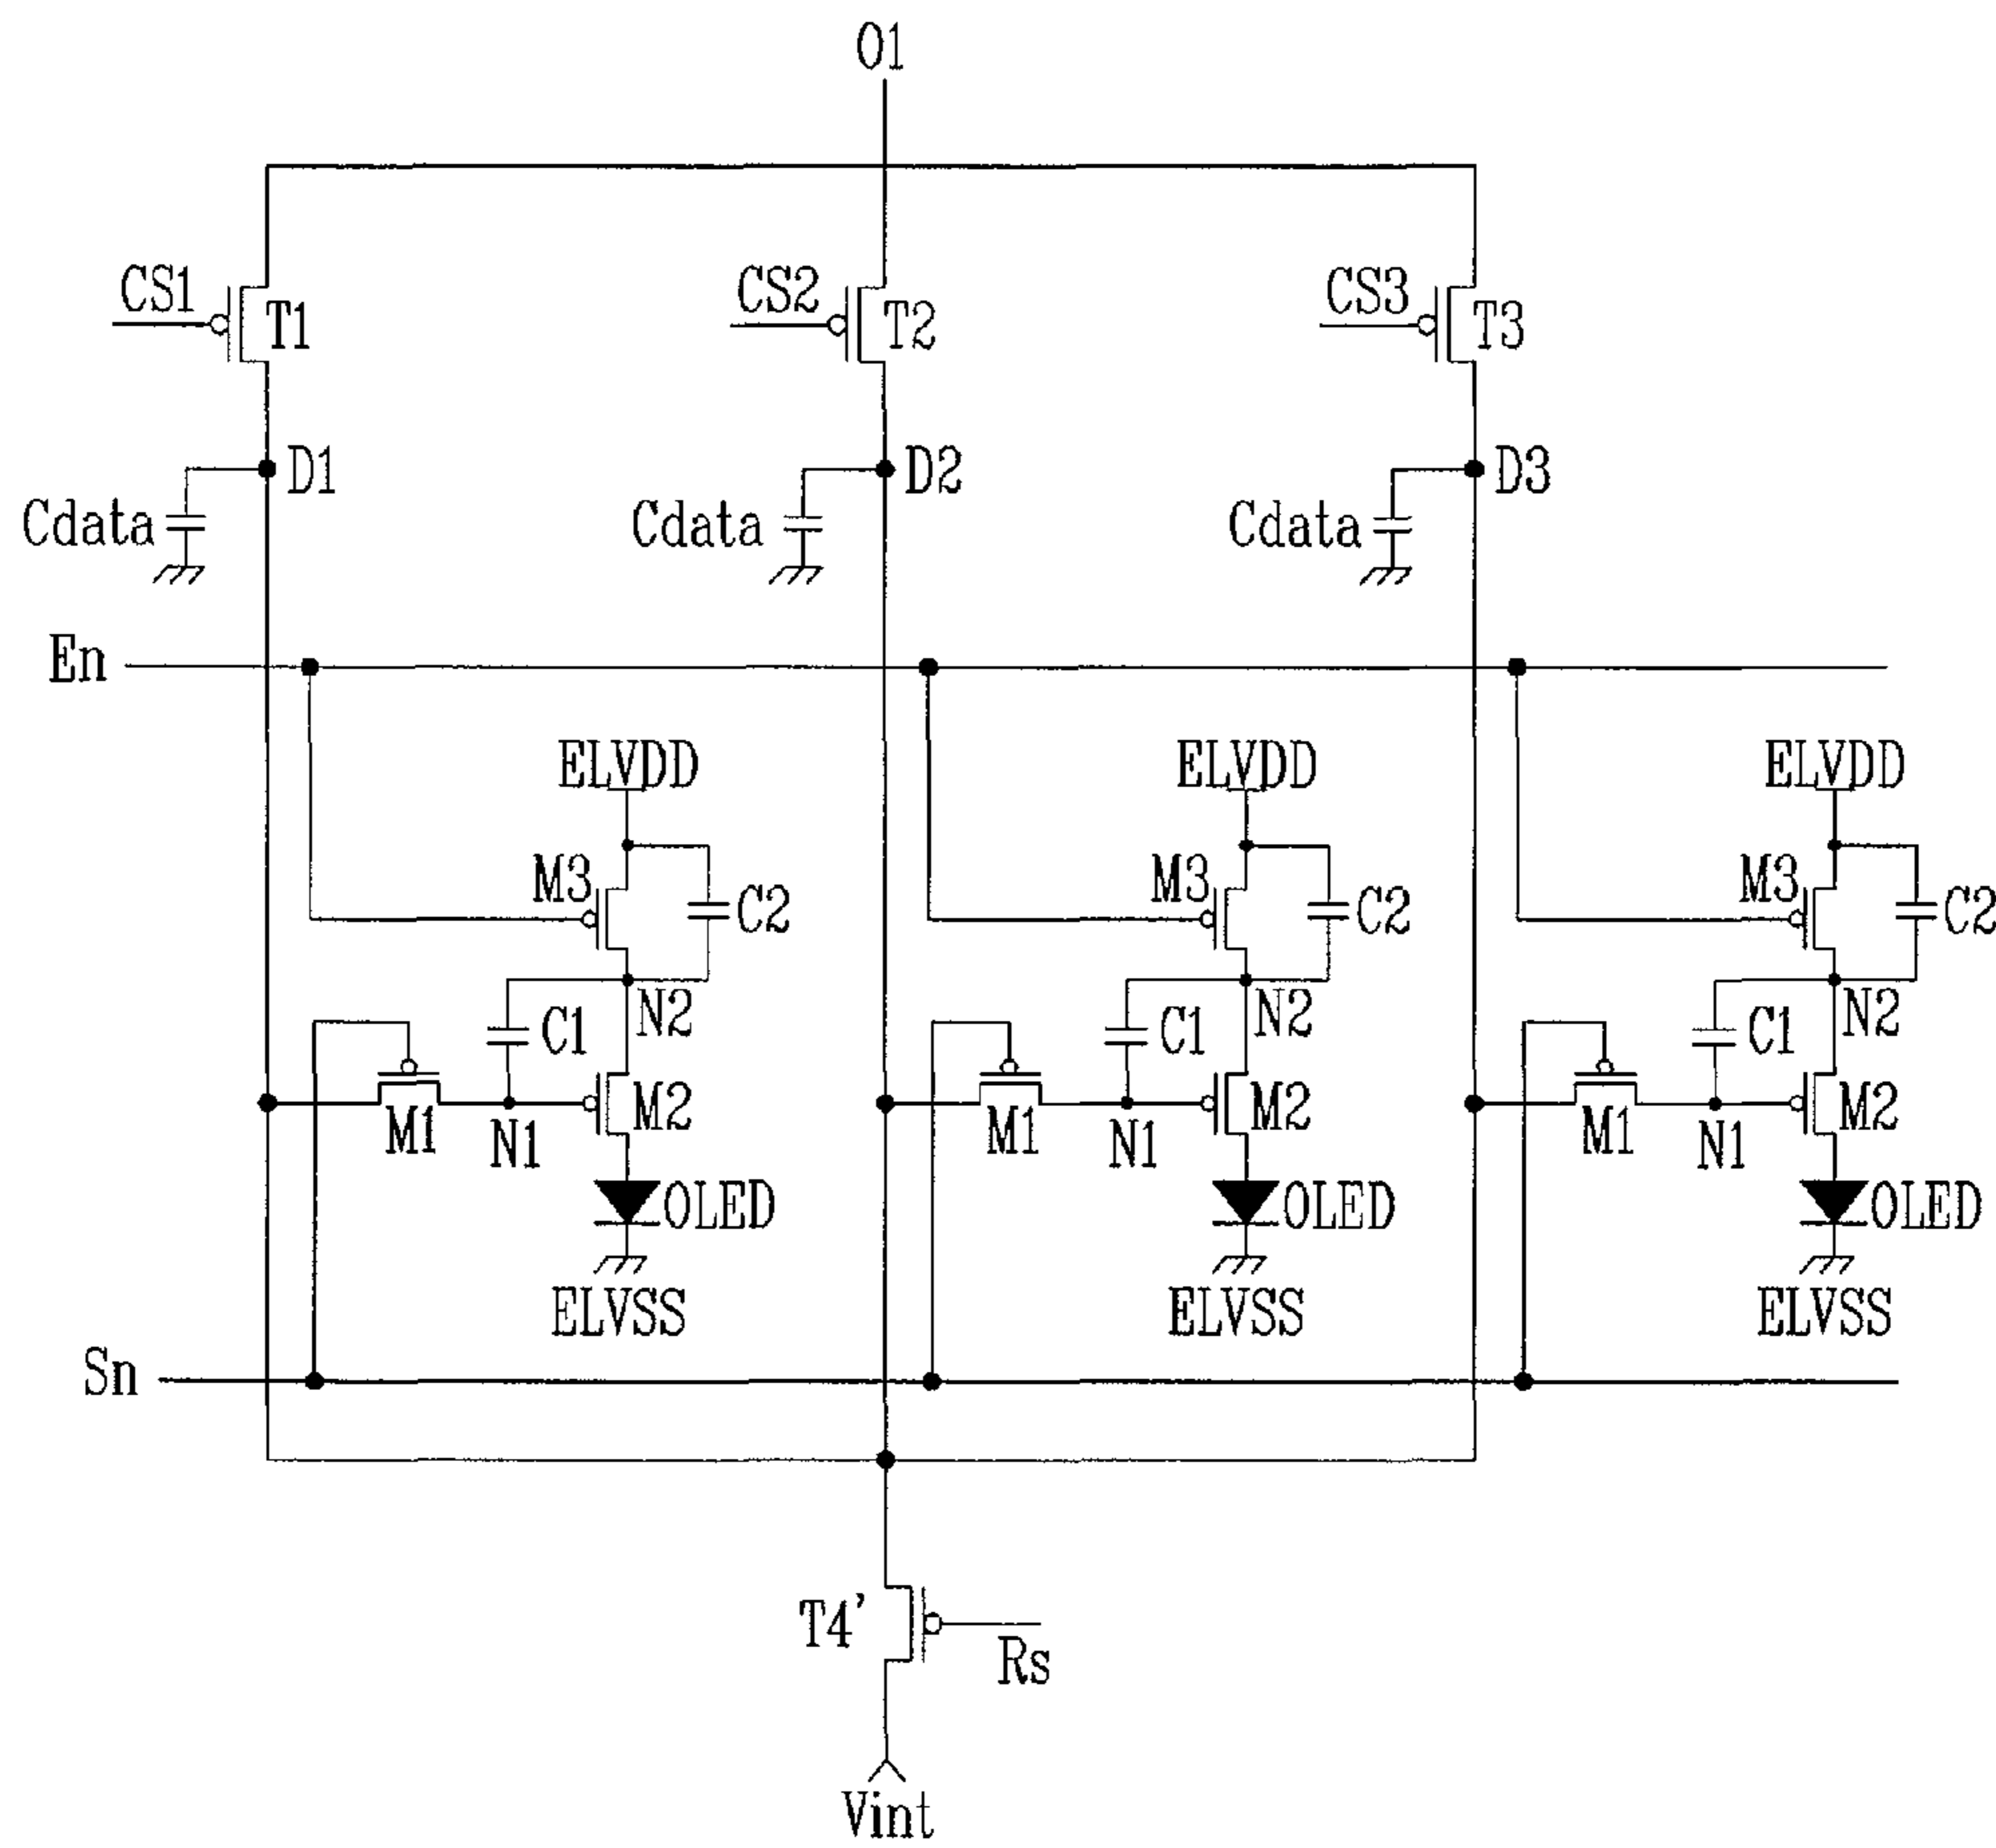 O1
CS1 T1 CS2 T2 CS3 T3
D1 D2 D3
Cdata Cdata Cdata
En
ELVDD ELVDD ELVDD
M3 C2 M3 C2 M3 C2
C1 N2 C1 N2 C1 N2
M1 N1 M2 M1 N1 M2 M1 N1 M2
OLED OLED OLED
ELVSS ELVSS ELVSS
Sn
T4' Rs
Vint